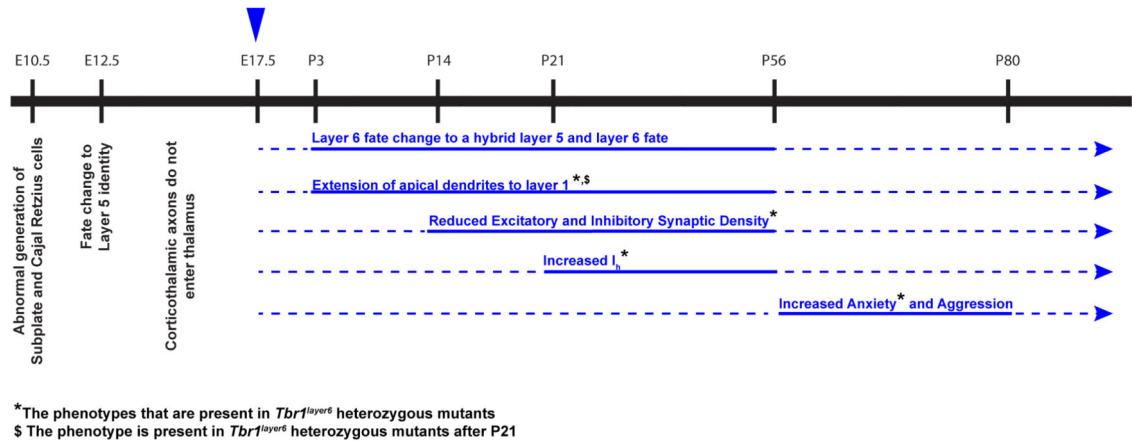 E10.5 E12.5 E17.5 P3 P14 P21 P56 P80
Abnormal generation of
Subplate and Cajal Retzius cells
Fate change to
Layer 5 identity
Corticothalamic axons do not
enter thalamus
Layer 6 fate change to a hybrid layer 5 and layer 6 fate
Extension of apical dendrites to layer 1*,$
Reduced Excitatory and Inhibitory Synaptic Density*
Increased Ih*
Increased Anxiety* and Aggression
*The phenotypes that are present in Tbr1layer6 heterozygous mutants
$ The phenotype is present in Tbr1layer6 heterozygous mutants after P21